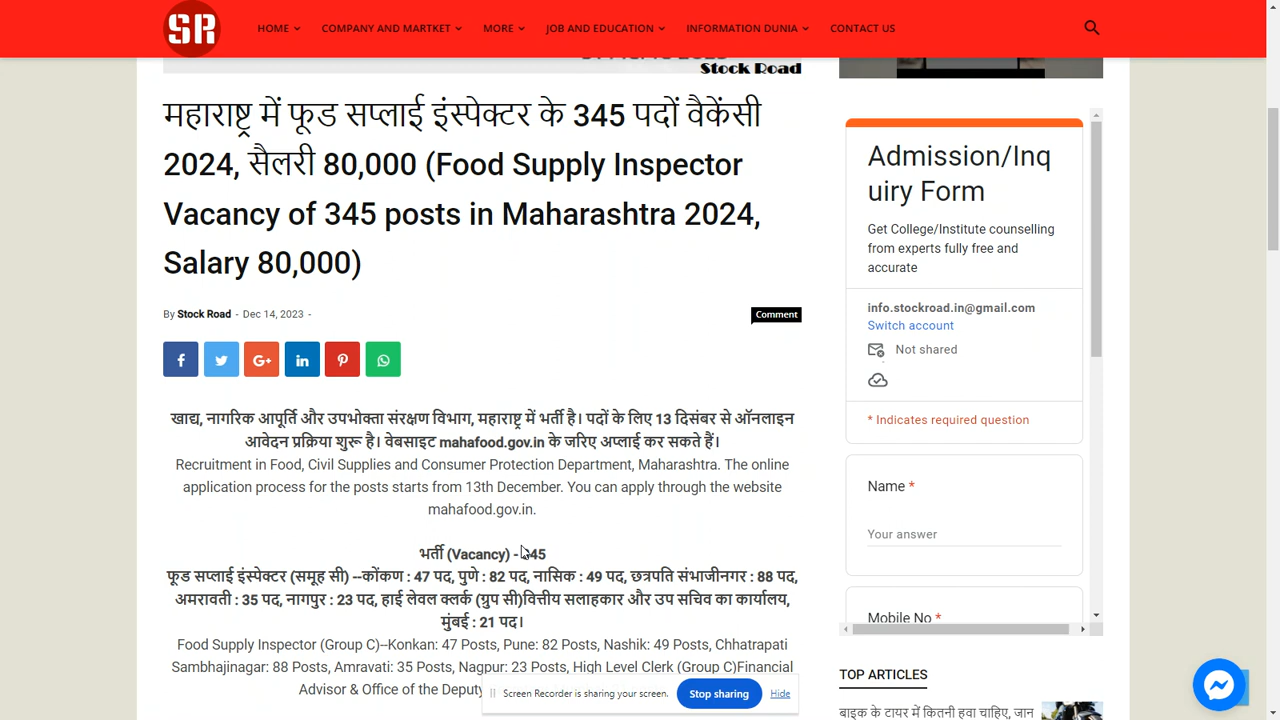 SR
HOME
COMPANY AND MARTKET
MORE
JOB AND EDUCATION
INFORMATION DUNIA
CONTACT US
Stock Road
महाराष्ट्र में फूड सप्लाई इंस्पेक्टर के 345 पदों वैकेंसी
2024, सैलरी 80,000 (Food Supply Inspector
Vacancy of 345 posts in Maharashtra 2024,
Salary 80,000)
By Stock Road - Dec 14, 2023 -
Comment
खाद्य, नागरिक आपूर्ति और उपभोक्ता संरक्षण विभाग, महाराष्ट्र में भर्ती है। पदों के लिए 13 दिसंबर से ऑनलाइन
आवेदन प्रक्रिया शुरू है। वेबसाइट mahafood.gov.in के जरिए अप्लाई कर सकते हैं।
Recruitment in Food, Civil Supplies and Consumer Protection Department, Maharashtra. The online
application process for the posts starts from 13th December. You can apply through the website
mahafood.gov.in.
भर्ती (Vacancy) - 345
फूड सप्लाई इंस्पेक्टर (समूह सी) --कोंकण : 47 पद, पुणे : 82 पद, नासिक : 49 पद, छत्रपति संभाजीनगर : 88 पद,
अमरावती : 35 पद, नागपुर : 23 पद, हाई लेवल क्लर्क (ग्रुप सी)वित्तीय सलाहकार और उप सचिव का कार्यालय,
मुंबई : 21 पद।
Food Supply Inspector (Group C)--Konkan: 47 Posts, Pune: 82 Posts, Nashik: 49 Posts, Chhatrapati
Sambhajinagar: 88 Posts, Amravati: 35 Posts, Nagpur: 23 Posts, High Level Clerk (Group C)Financial
Advisor & Office of the Deputy
Screen Recorder is sharing your screen.
Stop sharing
Hide
Admission/Inq
uiry Form
Get College/Institute counselling
from experts fully free and
accurate
info.stockroad.in@gmail.com
Switch account
Not shared
* Indicates required question
Name *
Your answer
Mobile No *
TOP ARTICLES
बाइक के टायर में कितनी हवा चाहिए, जान